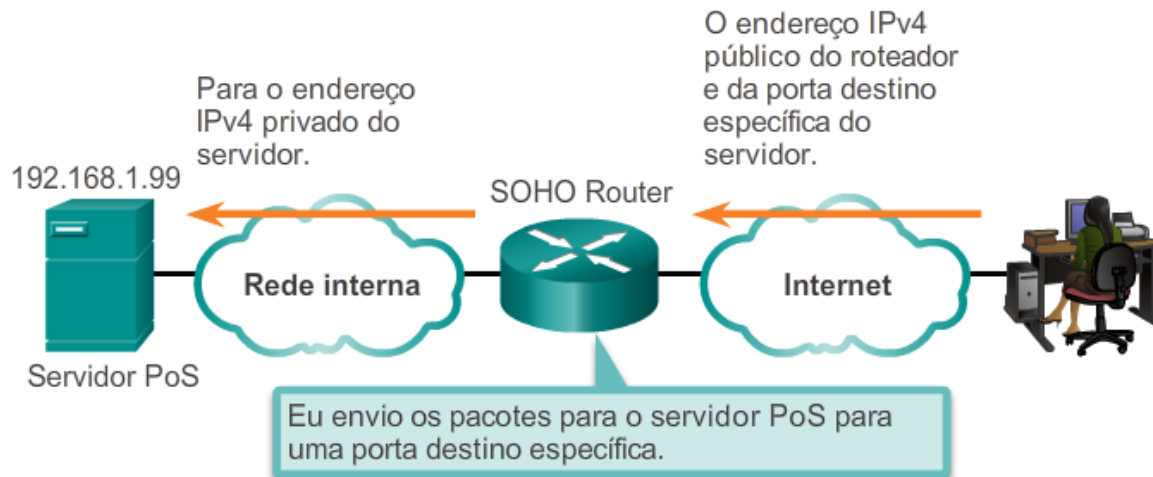 O endereço IPv4
público do roteador
e da porta destino
específica do
servidor.
Para o endereço
IPv4 privado do
servidor.
192.168.1.99
SOHO Router
Rede interna
Internet
Servidor PoS
Eu envio os pacotes para o servidor PoS para
uma porta destino específica.